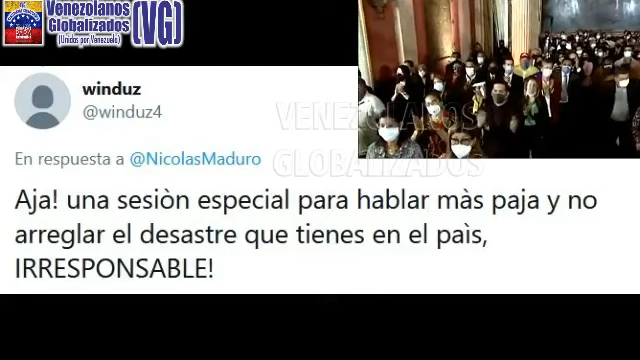 Venezolanos
Globalizados
(Unidos por Venezuela)
(VG)
winduz
@winduz4
VENEZOLANOS
GLOBALIZADOS
En respuesta a @NicolasMaduro
Aja! una sesiòn especial para hablar màs paja y no
arreglar el desastre que tienes en el paìs,
IRRESPONSABLE!